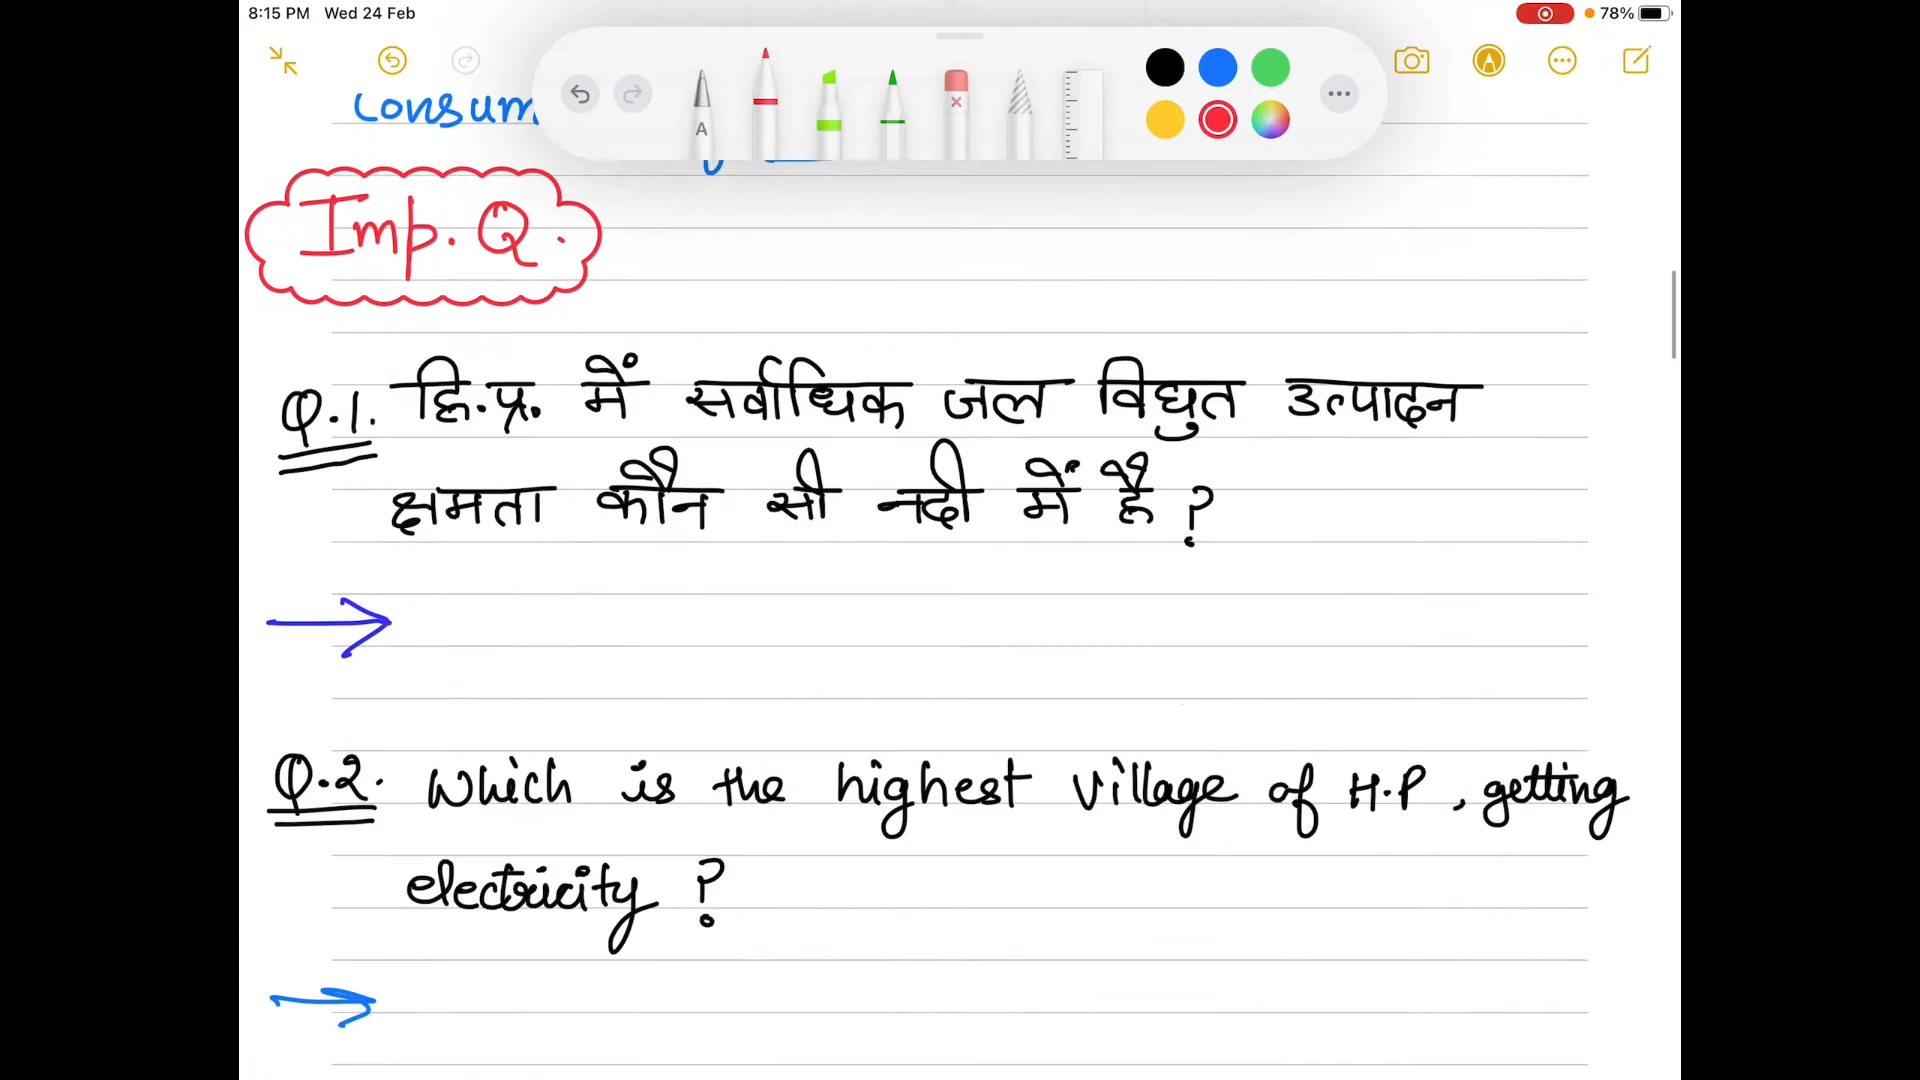 8:15 PM Wed 24 Feb
78%
Consum
A
Imp. Q.
Q.1. हि.प्र. में सर्वाधिक जल विद्युत उत्पादन
क्षमता कौन सी नदी में है ?
Q.2. Which is the highest village of H.P, getting
electricity ?